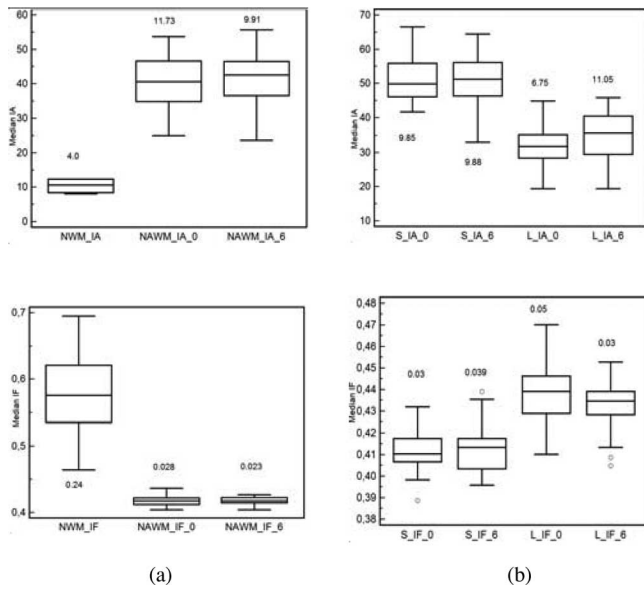 60
50
40
30
20
10
0
Median IA
11.73
9.91
4.0
NWM_IA
NAWM_IA_0
NAWM_IA_6
70
60
50
40
30
20
10
Median IA
6.75
11.05
9.85
9.88
S_IA_0
S_IA_6
L_IA_0
L_IA_6
0,7
0,6
0,5
0,4
Median IF
0.24
0.028
0.023
NWM_IF
NAWM_IF_0
NAWM_IF_6
0,48
0,47
0,46
0,45
0,44
0,43
0,42
0,41
0,40
0,39
0,38
Median IF
0.05
0.03
0.03
0.039
S_IF_0
S_IF_6
L_IF_0
L_IF_6
(a)
(b)